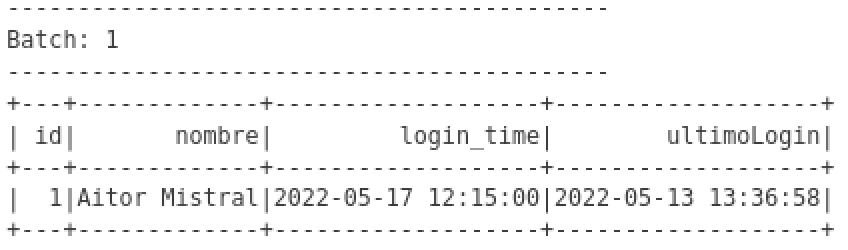 -------------------------------------------
Batch: 1
-------------------------------------------
+---+-------------+-------------------+-------------------+
| id|       nombre|         login_time|        ultimoLogin|
+---+-------------+-------------------+-------------------+
|  1|Aitor Mistral|2022-05-17 12:15:00|2022-05-13 13:36:58|
+---+-------------+-------------------+-------------------+